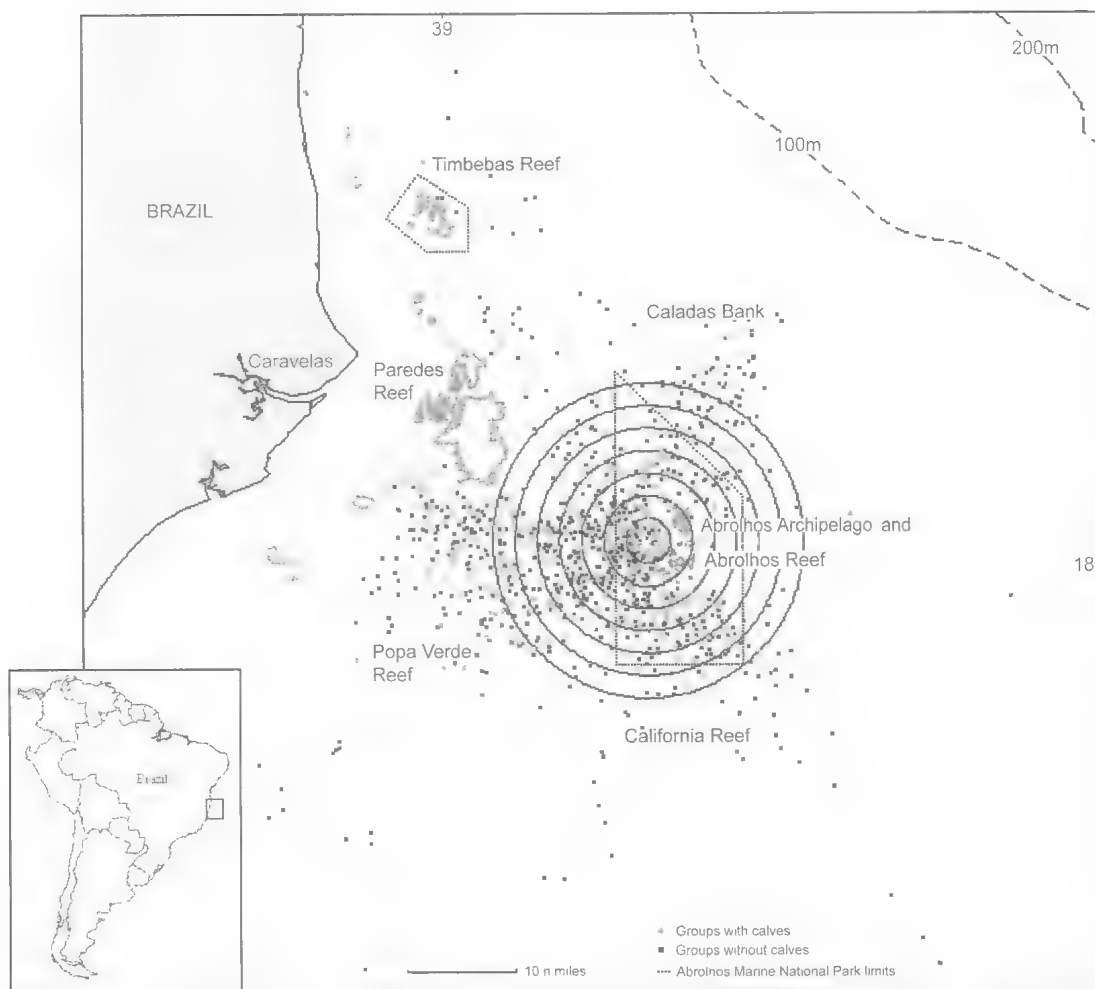 39
200m
100m
Timbebas Reef
BRAZIL
Caladas Bank
Caravelas
Paredes
Reef
Abrolhos Archipelago and
Abrolhos Reef
18
Popa Verde
Reef
California Reef
Brazil
Groups with calves
Groups without calves
10 n miles
Abrolhos Marine National Park limits